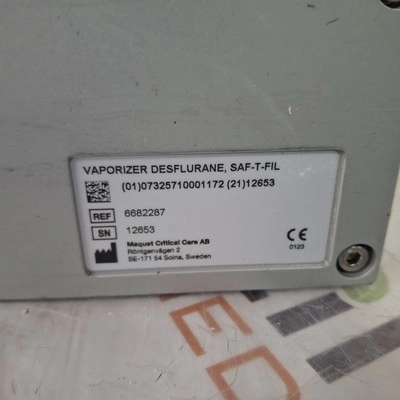 VAPORIZER DESFLURANE, SAF-T-FIL
(01)07325710001172 (21)12653
REF 6682287
SN 12653
Maquet Critical Care AB
Röntgenvägen 2
SE-171 54 Solna, Sweden
CE
0123